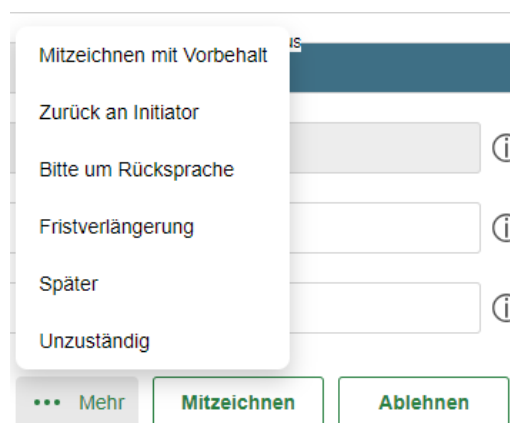 Mitzeichnen mit Vorbehalt
Zurück an Initiator
Bitte um Rücksprache
Fristverlängerung
Später
Unzuständig
••• Mehr
Mitzeichnen
Ablehnen